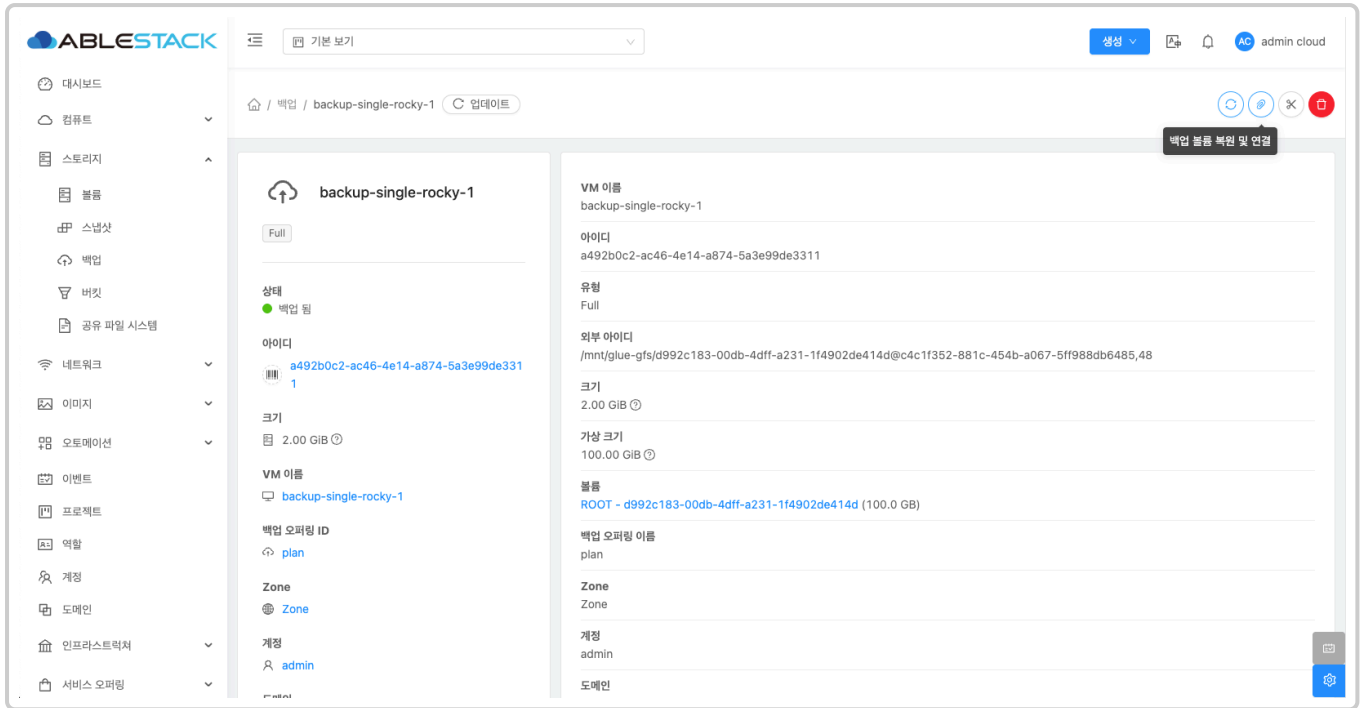 ABLESTACK
기본 보기
생성
AC
admin cloud
대시보드
컴퓨트
스토리지
볼륨
스냅샷
백업
버킷
공유 파일 시스템
네트워크
이미지
오토메이션
이벤트
프로젝트
역할
계정
도메인
인프라스트럭쳐
서비스 오퍼링
/ 백업 / backup-single-rocky-1
업데이트
백업 볼륨 복원 및 연결
backup-single-rocky-1
Full
상태
백업 됨
아이디
a492b0c2-ac46-4e14-a874-5a3e99de331
1
크기
2.00 GiB
VM 이름
backup-single-rocky-1
백업 오퍼링 ID
plan
Zone
Zone
계정
admin
VM 이름
backup-single-rocky-1
아이디
a492b0c2-ac46-4e14-a874-5a3e99de3311
유형
Full
외부 아이디
/mnt/glue-gfs/d992c183-00db-4dff-a231-1f4902de414d@c4c1f352-881c-454b-a067-5ff988db6485,48
크기
2.00 GiB
가상 크기
100.00 GiB
볼륨
ROOT - d992c183-00db-4dff-a231-1f4902de414d (100.0 GB)
백업 오퍼링 이름
plan
Zone
Zone
계정
admin
도메인